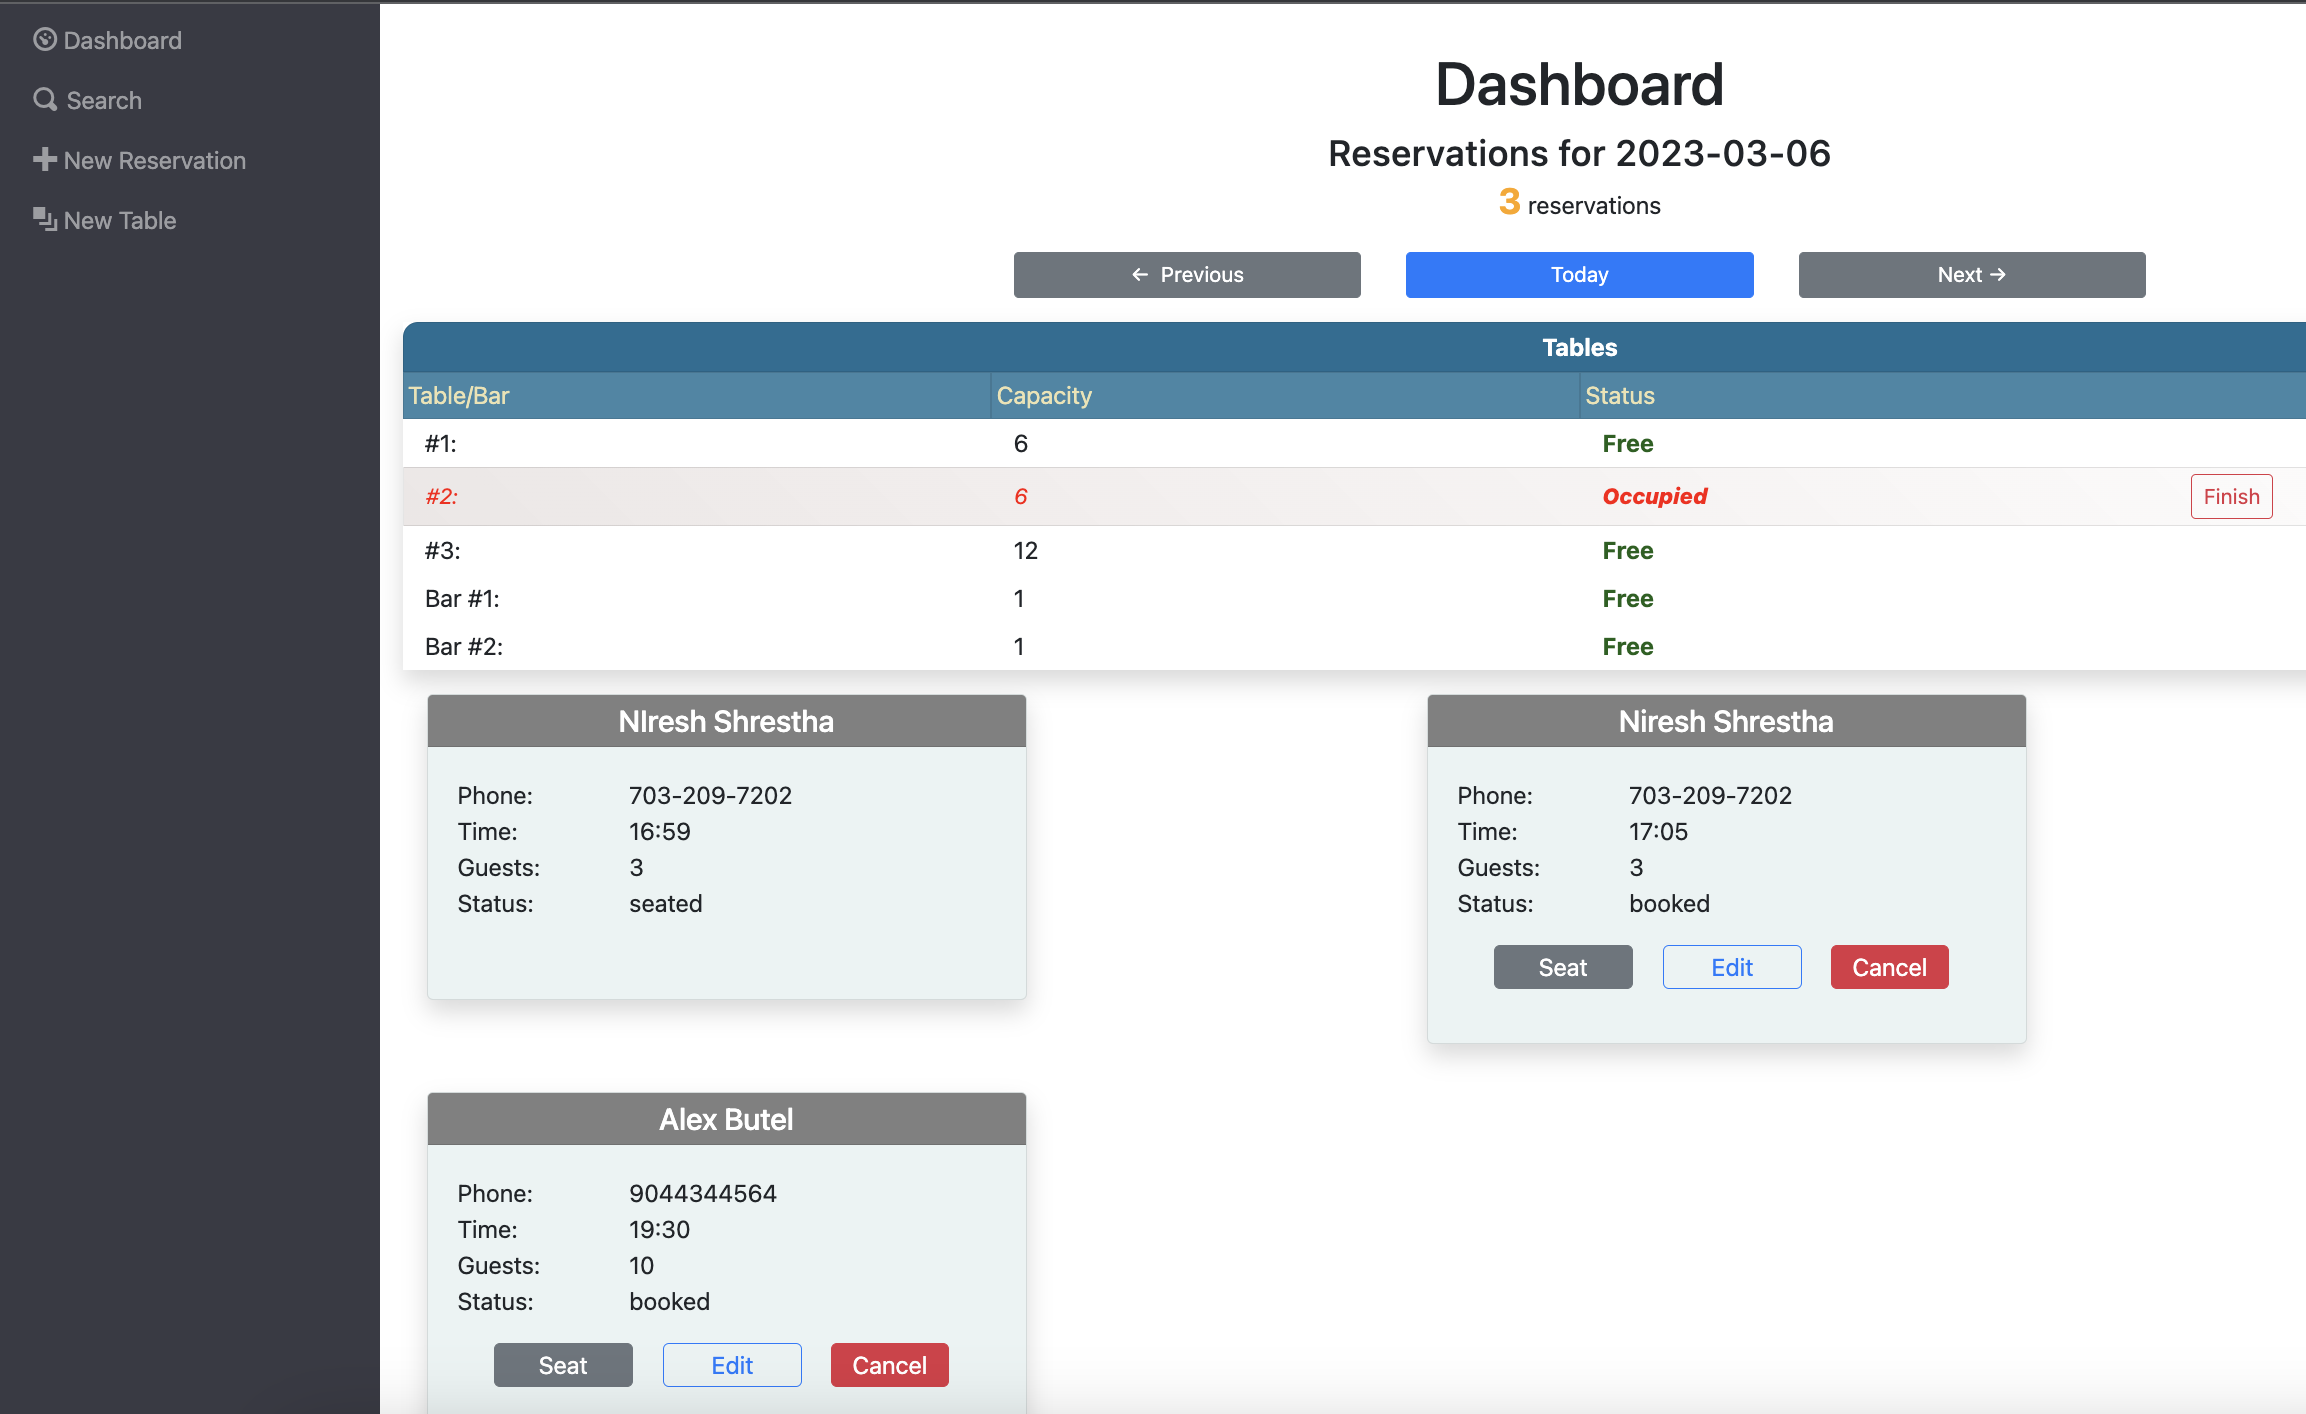 Dashboard
Search
New Reservation
New Table
Dashboard
Reservations for 2023-03-06
3 reservations
← Previous
Today
Next →
Tables
Table/Bar Capacity Status
#1: 6 Free
#2: 6 Occupied Finish
#3: 12 Free
Bar #1: 1 Free
Bar #2: 1 Free
NIresh Shrestha
Phone: 703-209-7202
Time: 16:59
Guests: 3
Status: seated
Niresh Shrestha
Phone: 703-209-7202
Time: 17:05
Guests: 3
Status: booked
Seat Edit Cancel
Alex Butel
Phone: 9044344564
Time: 19:30
Guests: 10
Status: booked
Seat Edit Cancel